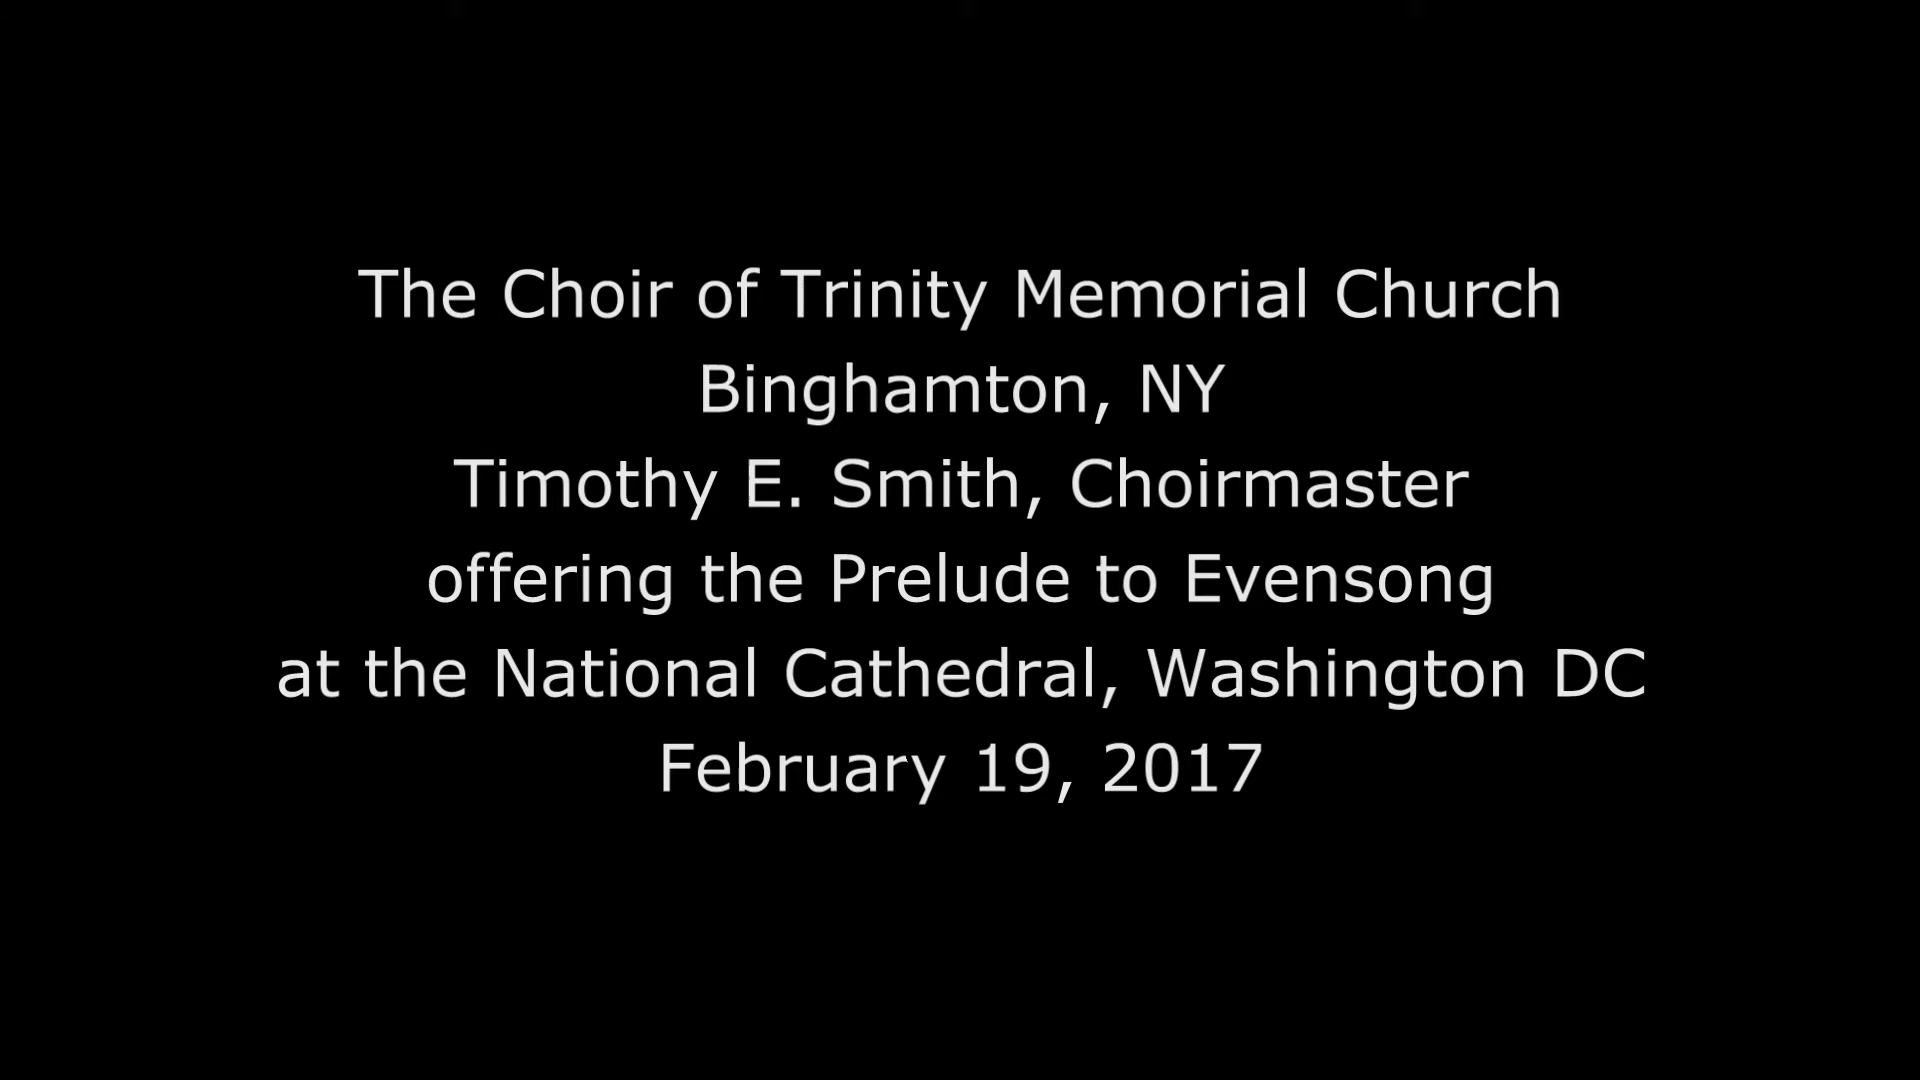 The Choir of Trinity Memorial Church
Binghamton, NY
Timothy E. Smith, Choirmaster
offering the Prelude to Evensong
at the National Cathedral, Washington DC
February 19, 2017